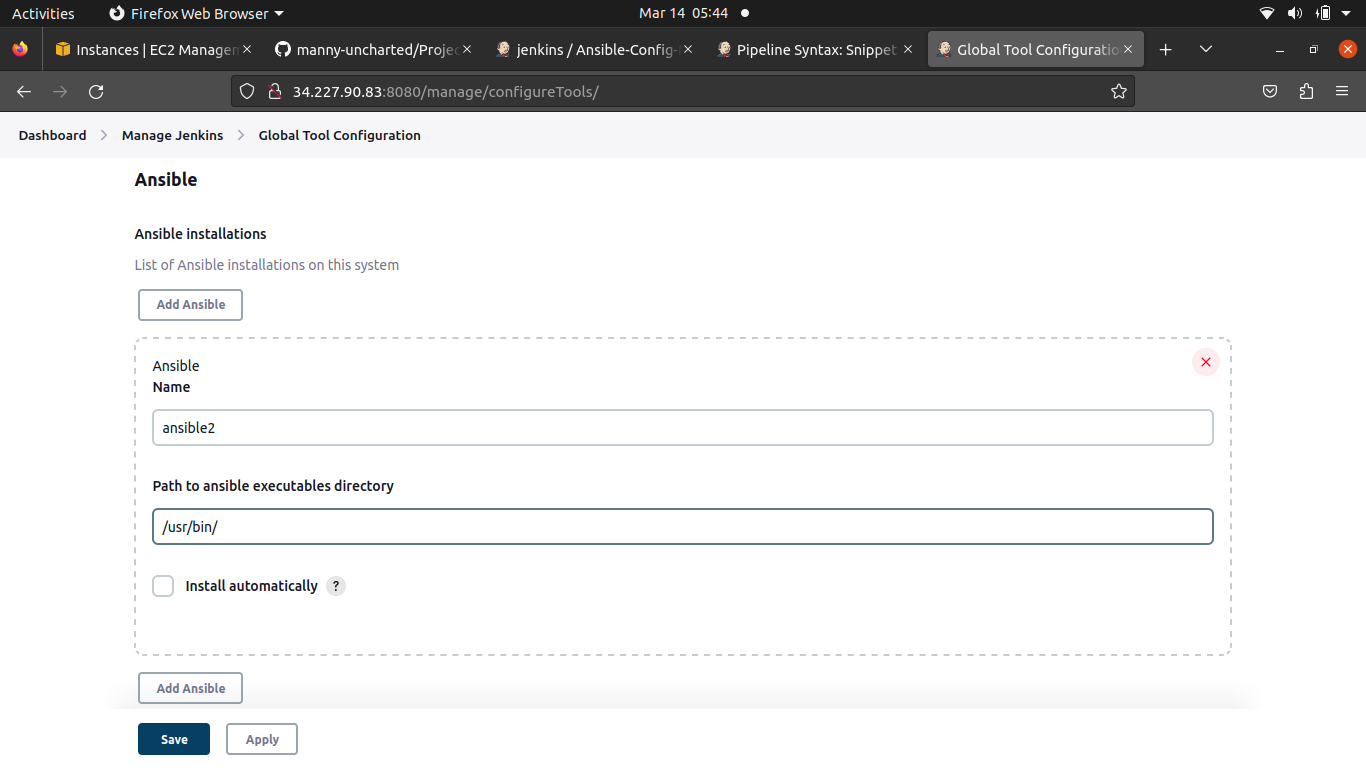 Activities Firefox Web Browser Mar 14 05:44
Instances | EC2 Managem manny-uncharted/Projec jenkins / Ansible-Config- Pipeline Syntax: Snippet Global Tool Configuratio
34.227.90.83:8080/manage/configureTools/
Dashboard Manage Jenkins Global Tool Configuration
Ansible
Ansible installations
List of Ansible installations on this system
Add Ansible
Ansible
Name
ansible2
Path to ansible executables directory
/usr/bin/
Install automatically ?
Add Ansible
Save Apply